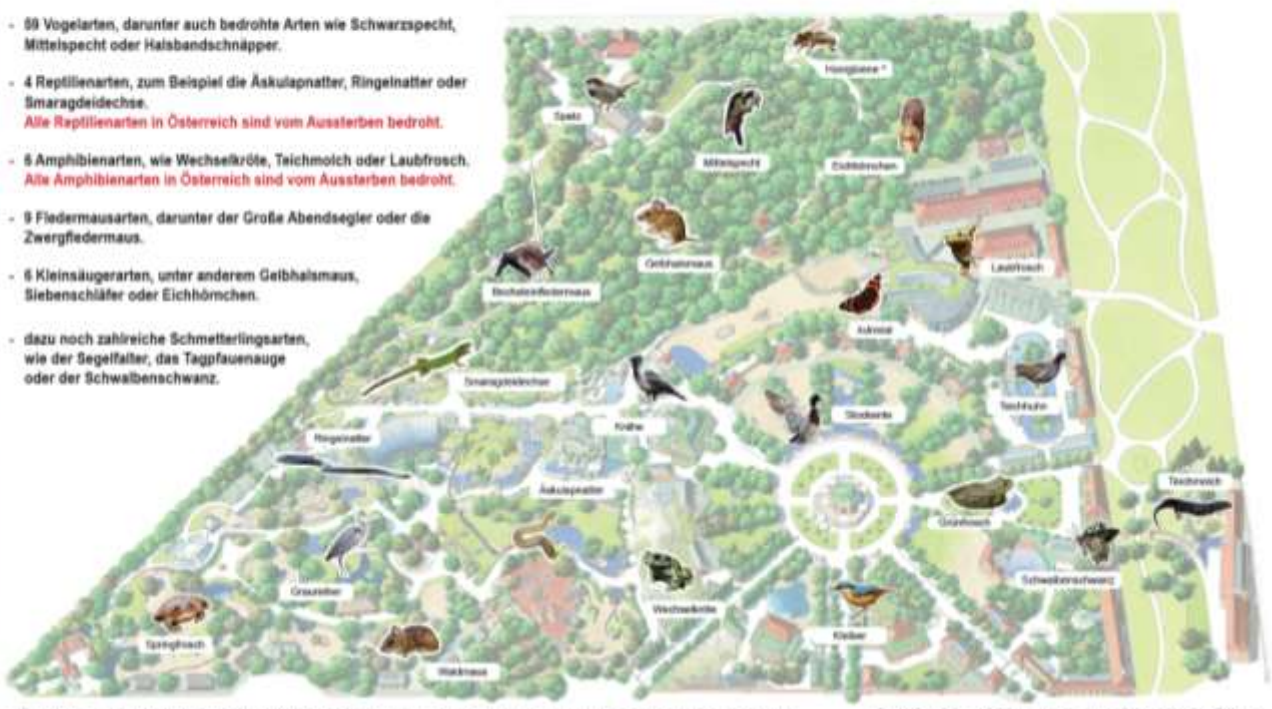 - 59 Vogelarten, darunter auch bedrohte Arten wie Schwarzspecht,
Mittelspecht oder Halsbandschnäpper.
- 4 Reptilienarten, zum Beispiel die Äskulapnatter, Ringelnatter oder
Smaragdeidechse.
Alle Reptilienarten in Österreich sind vom Aussterben bedroht.
- 6 Amphibienarten, wie Wechselkröte, Teichmolch oder Laubfrosch.
Alle Amphibienarten in Österreich sind vom Aussterben bedroht.
- 9 Fledermausarten, darunter der Große Abendsegler oder die
Zwergfledermaus.
- 6 Kleinsäugerarten, unter anderem Gelbhalsmaus,
Siebenschläfer oder Eichhörnchen.
- dazu noch zahlreiche Schmetterlingsarten,
wie der Segelfalter, das Tagpfauenauge
oder der Schwalbenschwanz.
Honigbiene *
Spatz
Mittelspecht
Eichhörnchen
Gelbhalsmaus
Laubfrosch
Bechsteinfledermaus
Admiral
Smaragdeidechse
Teichhuhn
Stockente
Krähe
Ringelnatter
Äskulapnatter
Teichmolch
Grünfrosch
Schwalbenschwanz
Graureiher
Wechselkröte
Kleiber
Springfrosch
Waldmaus